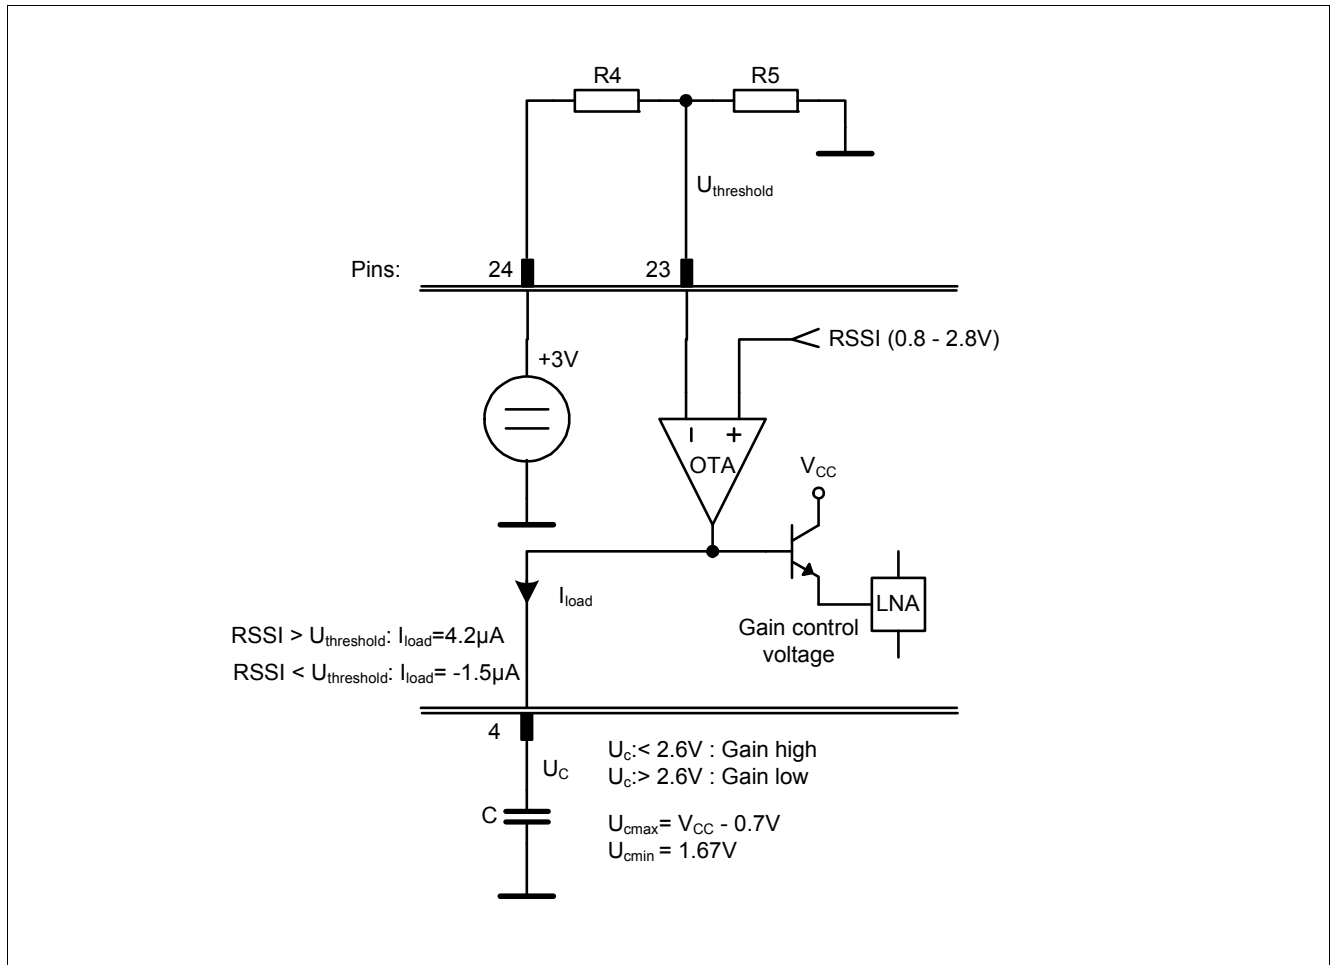 R4 R5
Uthreshold
Pins: 24 23
RSSI (0.8 - 2.8V)
+3V
OTA
VCC
Iload
LNA
Gain control
voltage
RSSI > Uthreshold: Iload=4.2µA
RSSI < Uthreshold: Iload= -1.5µA
4
UC
Uc:< 2.6V : Gain high
Uc:> 2.6V : Gain low
C
Ucmax= VCC - 0.7V
Ucmin = 1.67V